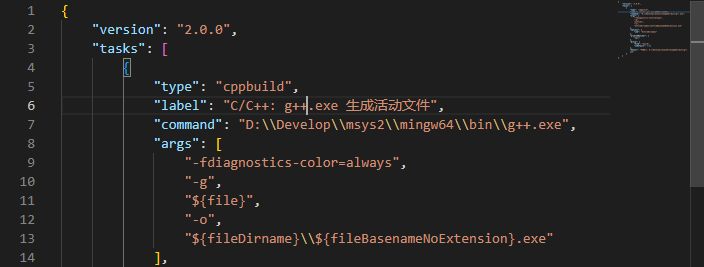 1 {
2 "version": "2.0.0",
3 "tasks": [
4 {
5 "type": "cppbuild",
6 "label": "C/C++: g++.exe 生成活动文件",
7 "command": "D:\\Develop\\msys2\\mingw64\\bin\\g++.exe",
8 "args": [
9 "-fdiagnostics-color=always",
10 "-g",
11 "${file}",
12 "-o",
13 "${fileDirname}\\${fileBasenameNoExtension}.exe"
14 ],